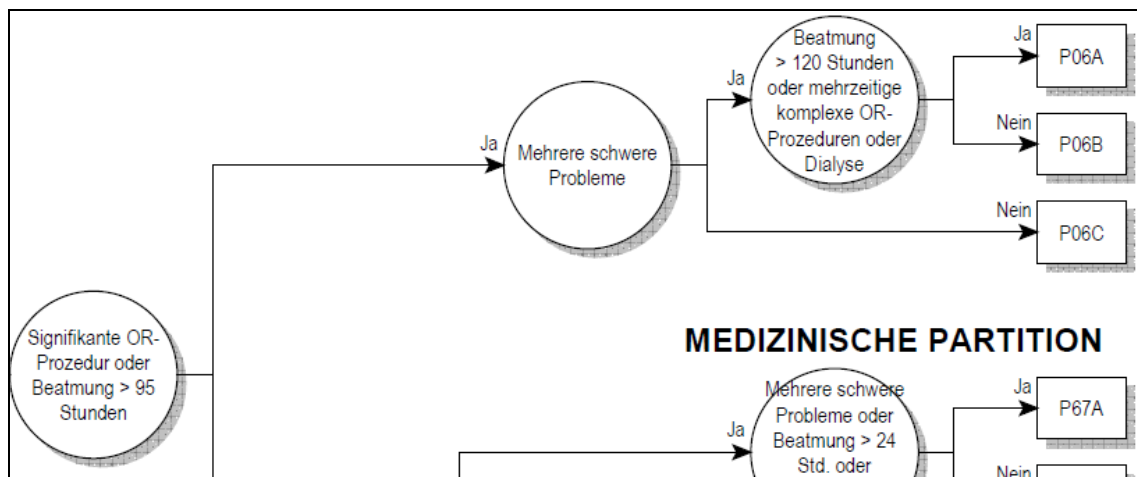 Ja
Beatmung
> 120 Stunden
oder mehrzeitige
komplexe OR-
Prozeduren oder
Dialyse
Ja
P06A
Nein
P06B
Ja
Mehrere schwere
Probleme
Nein
P06C
Signifikante OR-
Prozedur oder
Beatmung > 95
Stunden
MEDIZINISCHE PARTITION
Ja
Mehrere schwere
Probleme oder
Beatmung > 24
Std. oder
Ja
P67A
Nein